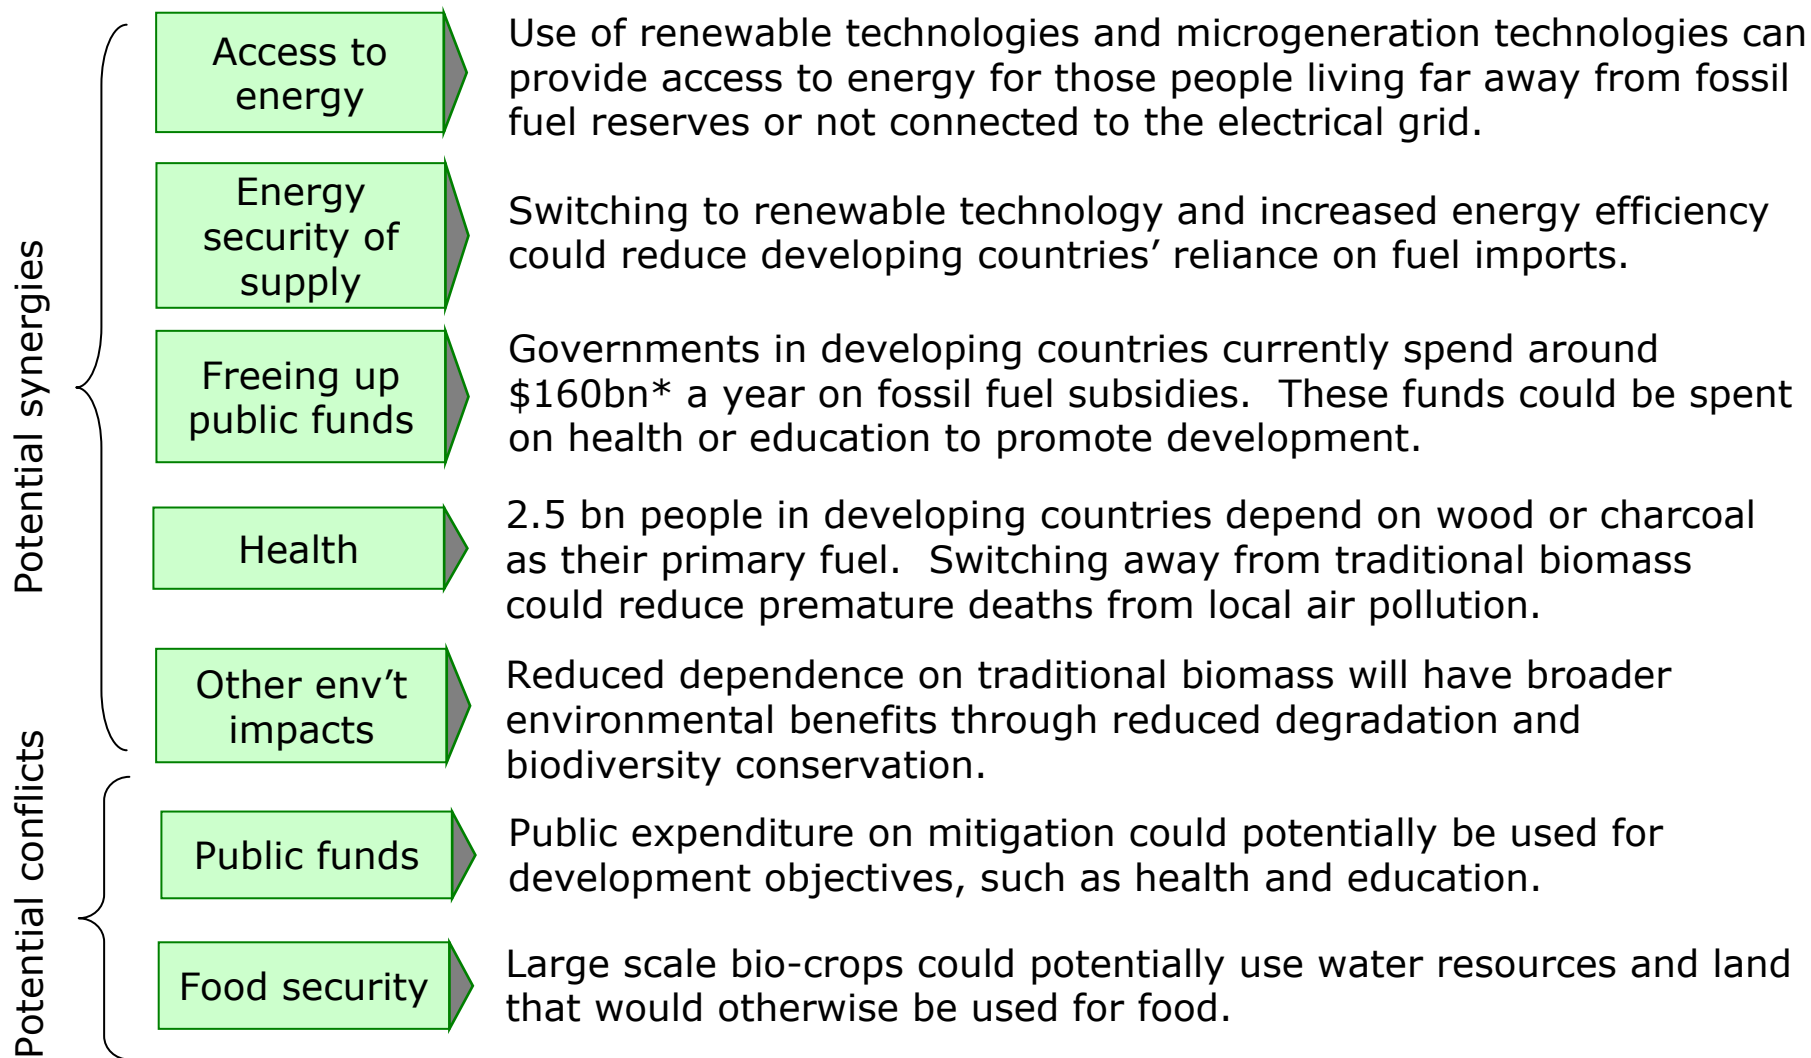 Potential synergies
Access to
energy
Use of renewable technologies and microgeneration technologies can
provide access to energy for those people living far away from fossil
fuel reserves or not connected to the electrical grid.
Energy
security of
supply
Switching to renewable technology and increased energy efficiency
could reduce developing countries’ reliance on fuel imports.
Freeing up
public funds
Governments in developing countries currently spend around
$160bn* a year on fossil fuel subsidies.  These funds could be spent
on health or education to promote development.
Health
2.5 bn people in developing countries depend on wood or charcoal
as their primary fuel.  Switching away from traditional biomass
could reduce premature deaths from local air pollution.
Other env’t
impacts
Reduced dependence on traditional biomass will have broader
environmental benefits through reduced degradation and
biodiversity conservation.
Potential conflicts
Public funds
Public expenditure on mitigation could potentially be used for
development objectives, such as health and education.
Food security
Large scale bio-crops could potentially use water resources and land
that would otherwise be used for food.